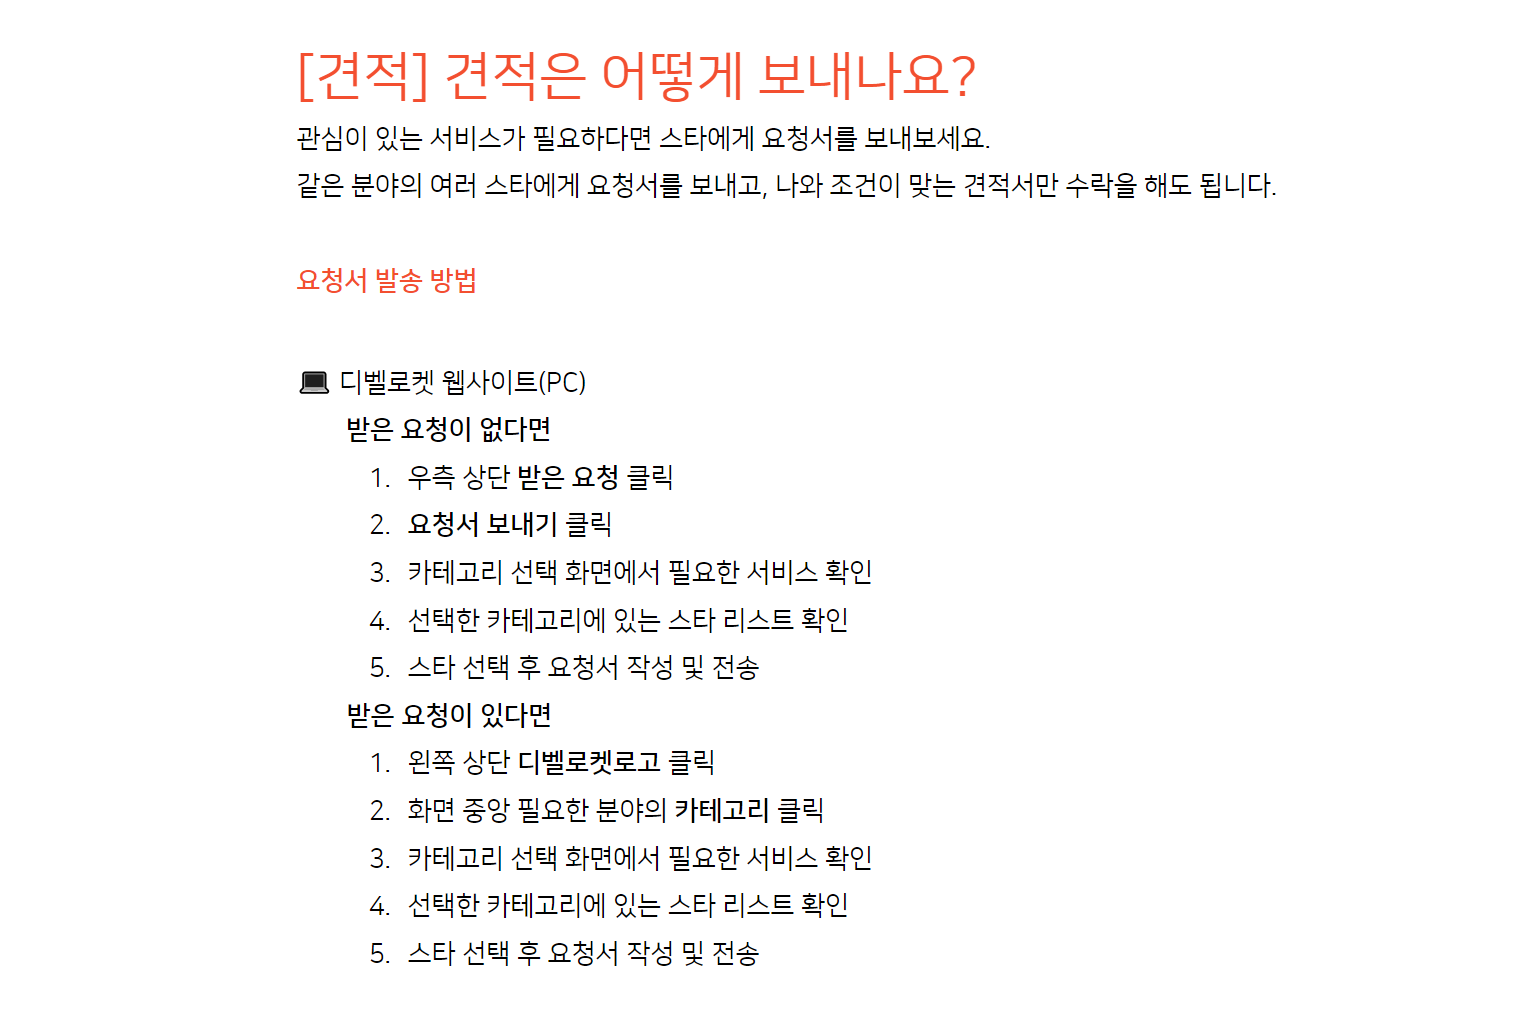 [견적] 견적은 어떻게 보내나요?
관심이 있는 서비스가 필요하다면 스타에게 요청서를 보내보세요.
같은 분야의 여러 스타에게 요청서를 보내고, 나와 조건이 맞는 견적서만 수락을 해도 됩니다.
요청서 발송 방법
💻 디벨로켓 웹사이트(PC)
받은 요청이 없다면
1. 우측 상단 받은 요청 클릭
2. 요청서 보내기 클릭
3. 카테고리 선택 화면에서 필요한 서비스 확인
4. 선택한 카테고리에 있는 스타 리스트 확인
5. 스타 선택 후 요청서 작성 및 전송
받은 요청이 있다면
1. 왼쪽 상단 디벨로켓로고 클릭
2. 화면 중앙 필요한 분야의 카테고리 클릭
3. 카테고리 선택 화면에서 필요한 서비스 확인
4. 선택한 카테고리에 있는 스타 리스트 확인
5. 스타 선택 후 요청서 작성 및 전송